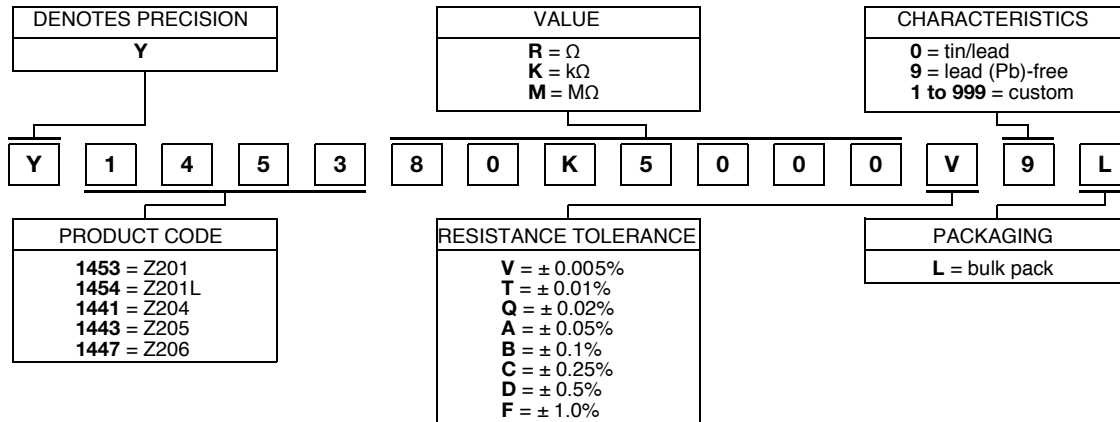 DENOTES PRECISION
Y
VALUE
R = Ω
K = kΩ
M = MΩ
CHARACTERISTICS
0 = tin/lead
9 = lead (Pb)-free
1 to 999 = custom
Y 1 4 5 3 8 0 K 5 0 0 0 V 9 L
PRODUCT CODE
1453 = Z201
1454 = Z201L
1441 = Z204
1443 = Z205
1447 = Z206
RESISTANCE TOLERANCE
V = ± 0.005%
T = ± 0.01%
Q = ± 0.02%
A = ± 0.05%
B = ± 0.1%
C = ± 0.25%
D = ± 0.5%
F = ± 1.0%
PACKAGING
L = bulk pack